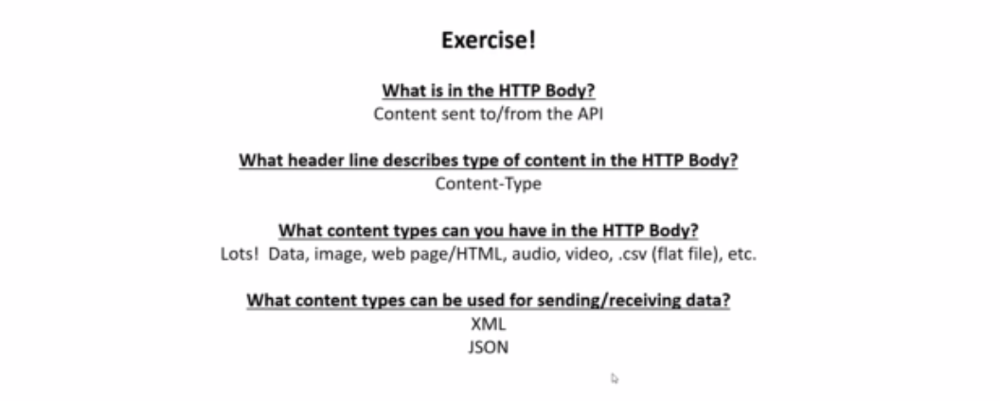 Exercise!
What is in the HTTP Body?
Content sent to/from the API
What header line describes type of content in the HTTP Body?
Content-Type
What content types can you have in the HTTP Body?
Lots!  Data, image, web page/HTML, audio, video, .csv (flat file), etc.
What content types can be used for sending/receiving data?
XML
JSON